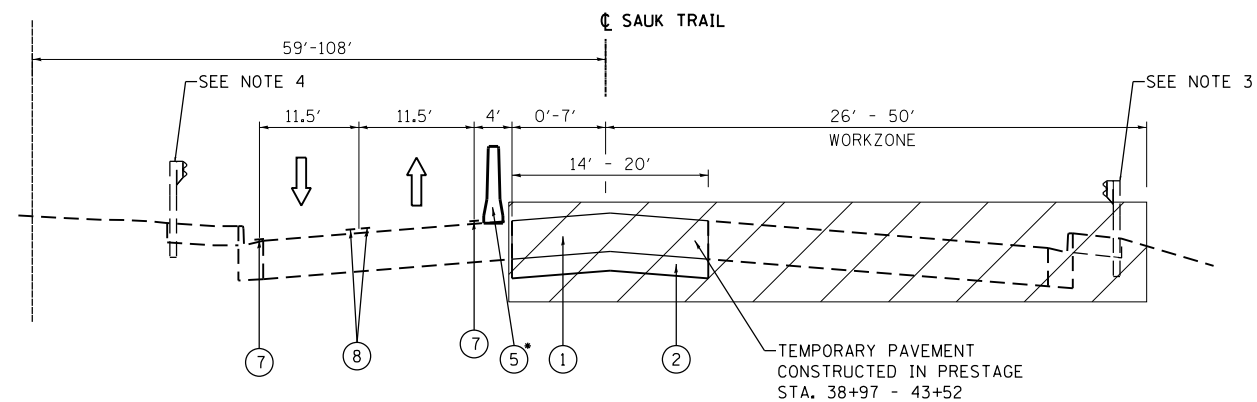 ℄ SAUK TRAIL
59'-108'
SEE NOTE 4
SEE NOTE 3
11.5'
11.5'
4'
0'-7'
26' - 50'
WORKZONE
14' - 20'
7
8
7
5*
1
2
TEMPORARY PAVEMENT
CONSTRUCTED IN PRESTAGE
STA. 38+97 - 43+52